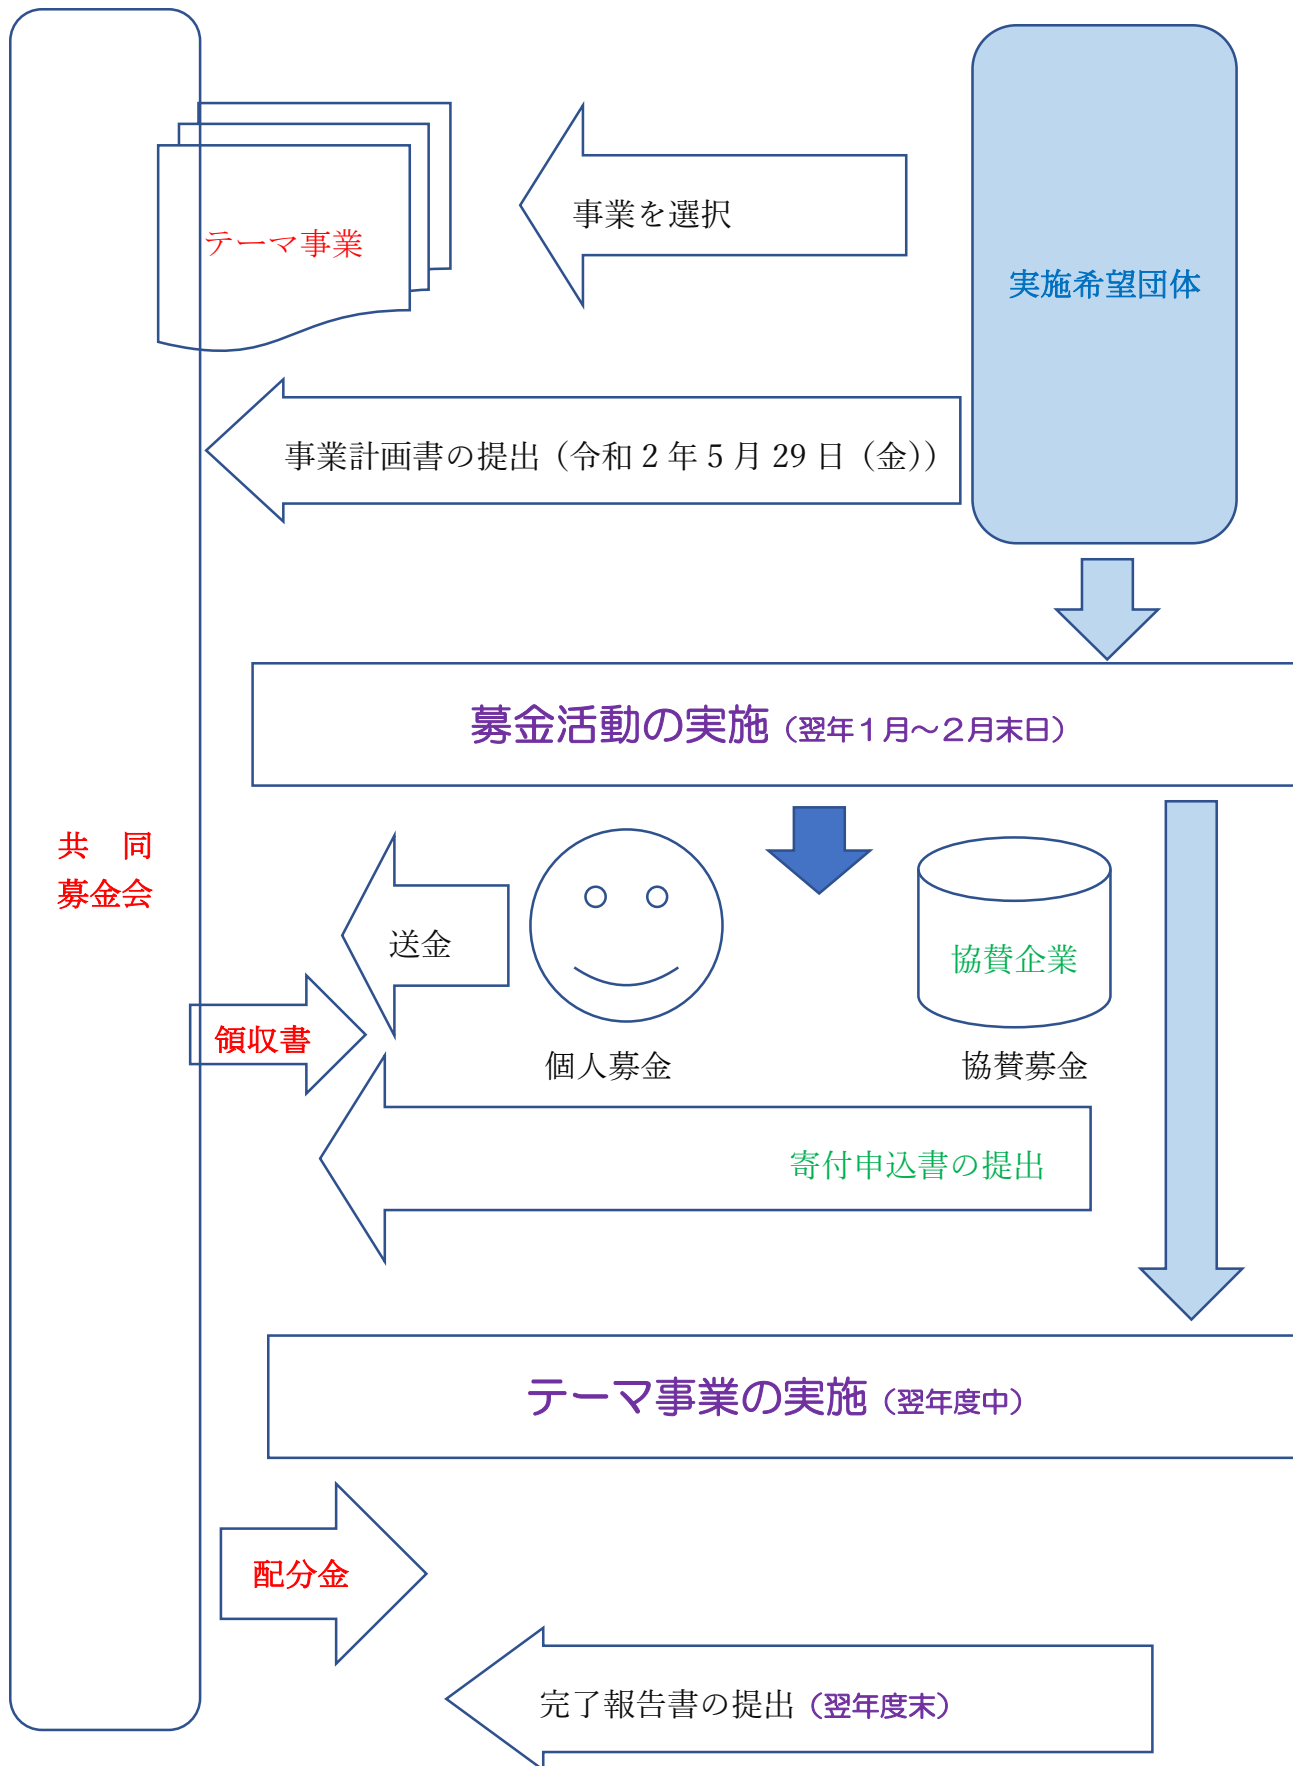 テーマ事業
事業を選択
実施希望団体
事業計画書の提出（令和 2 年 5 月 29 日（金））
募金活動の実施（翌年１月～２月末日）
共　同
募金会
送金
協賛企業
領収書
個人募金
協賛募金
寄付申込書の提出
テーマ事業の実施（翌年度中）
配分金
完了報告書の提出（翌年度末）